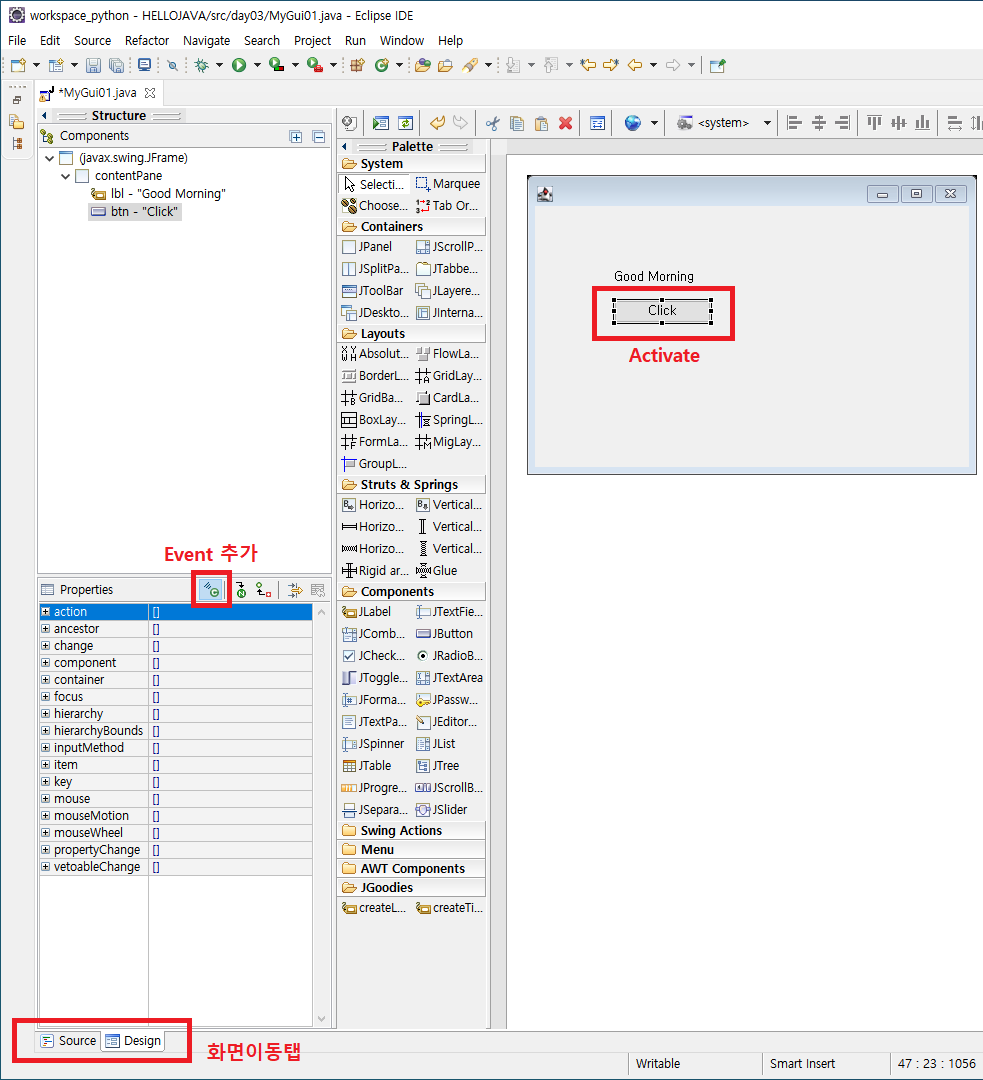 workspace_python - HELLOJAVA/src/day03/MyGui01.java - Eclipse IDE
File Edit Source Refactor Navigate Search Project Run Window Help
*MyGui01.java
Structure
Components
(javax.swing.JFrame)
contentPane
lbl - "Good Morning"
btn - "Click"
Event 추가
Properties
action []
ancestor []
change []
component []
container []
focus []
hierarchy []
hierarchyBounds []
inputMethod []
item []
key []
mouse []
mouseMotion []
mouseWheel []
propertyChange []
vetoableChange []
Source Design
화면이동탭
<system>
Palette
System
Selecti... Marquee
Choose... Tab Or...
Containers
JPanel JScrollP...
JSplitPa... JTabbe...
JToolBar JLayere...
JDeskto... JInterna...
Layouts
Absolut... FlowLa...
BorderL... GridLay...
GridBa... CardLa...
BoxLay... SpringL...
FormLa... MigLay...
GroupL...
Struts & Springs
Horizo... Vertical...
Horizo... Vertical...
Horizo... Vertical...
Rigid ar... Glue
Components
JLabel JTextFie...
JComb... JButton
JCheck... JRadioB...
JToggle... JTextArea
JForma... JPassw...
JTextPa... JEditor...
JSpinner JList
JTable JTree
JProgre... JScrollB...
JSepara... JSlider
Swing Actions
Menu
AWT Components
JGoodies
createL... createTi...
Good Morning
Click
Activate
Writable Smart Insert 47 : 23 : 1056